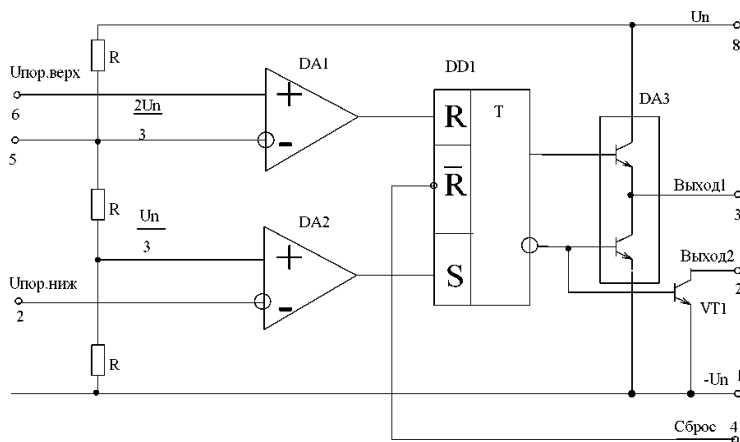 Uп
8
R
Uпор.верх
6
5
2Uп
3
DA1
+
-
DD1
R
T
R̅
S
DA3
Выход1
3
R
Uп
3
DA2
+
-
Uпор.ниж
2
Выход2
2
VT1
R
-Uп
1
Сброс
4